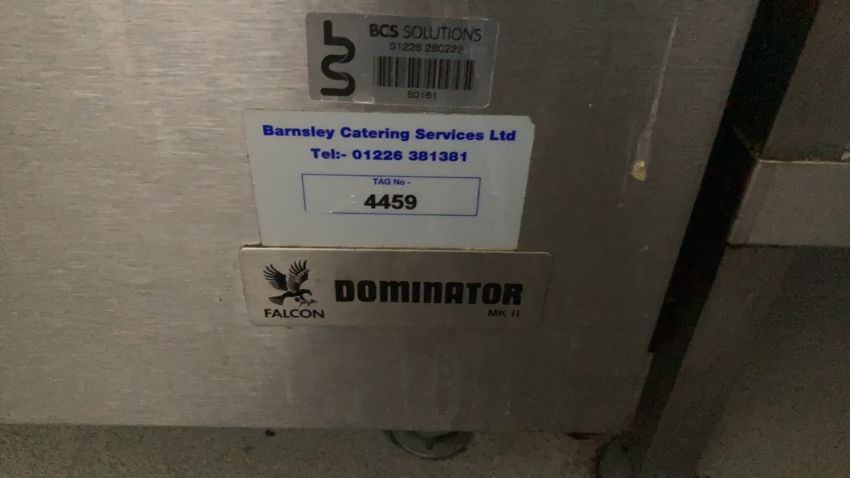 BCS SOLUTIONS
01226 280222
50161
Barnsley Catering Services Ltd
Tel:- 01226 381381
TAG No -
4459
FALCON
DOMINATOR
MK II